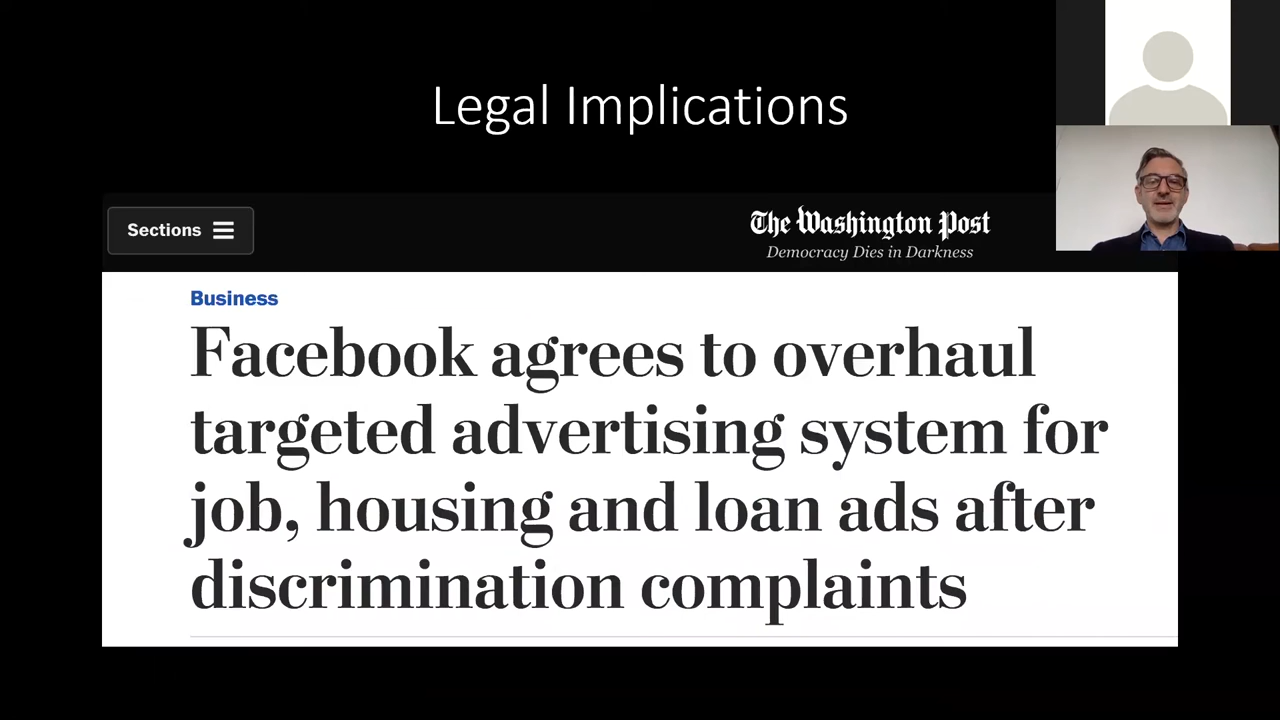 Legal Implications
Sections
The Washington Post
Democracy Dies in Darkness
Business
Facebook agrees to overhaul
targeted advertising system for
job, housing and loan ads after
discrimination complaints